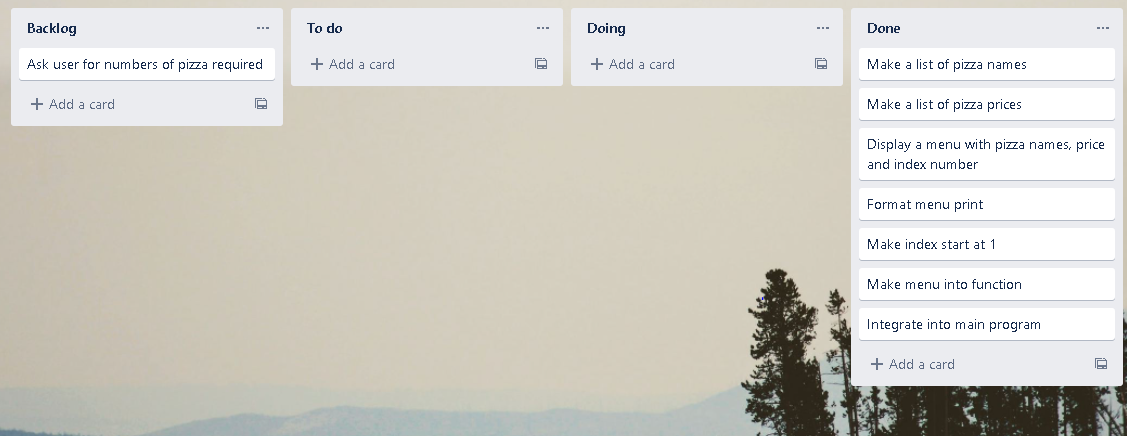 Backlog
Ask user for numbers of pizza required
Add a card
To do
Add a card
Doing
Add a card
Done
Make a list of pizza names
Make a list of pizza prices
Display a menu with pizza names, price
and index number
Format menu print
Make index start at 1
Make menu into function
Integrate into main program
Add a card